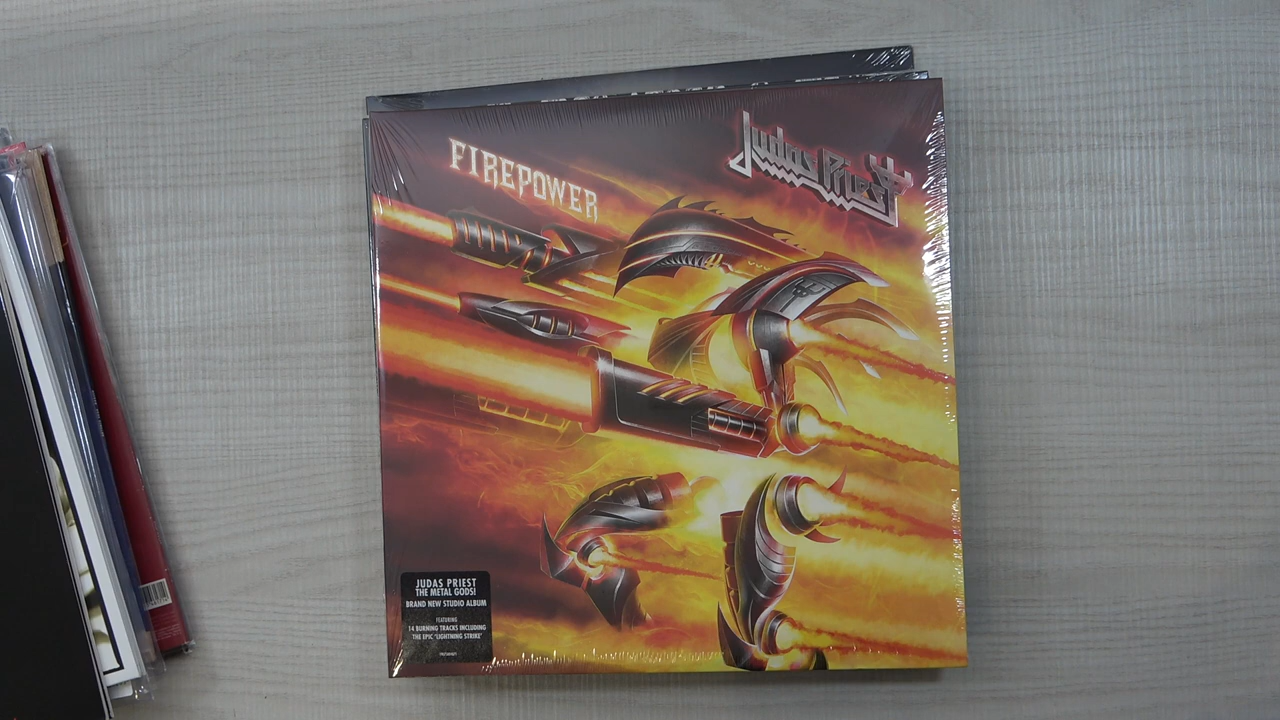 FIREPOWER
Judas Priest
JUDAS PRIEST
THE METAL GODS!
BRAND NEW STUDIO ALBUM
FEATURING
14 BURNING TRACKS INCLUDING
THE EPIC "LIGHTNING STRIKE"